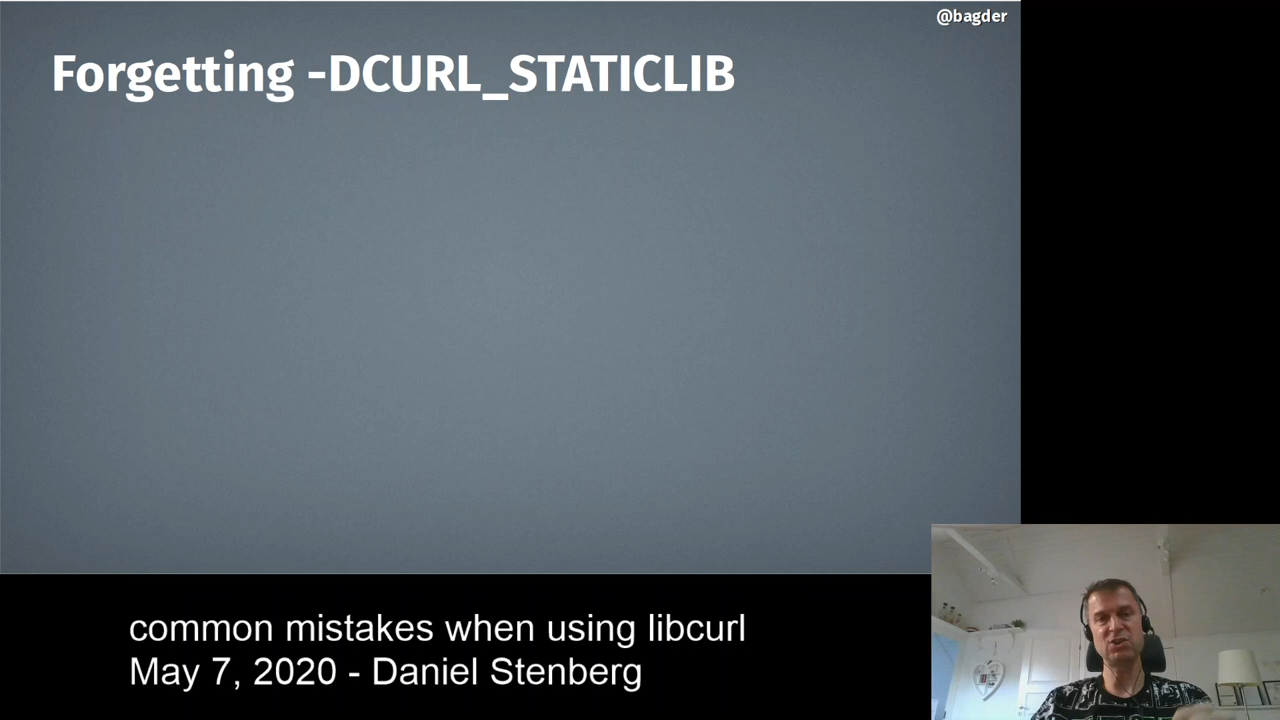 @bagder
Forgetting -DCURL_STATICLIB
common mistakes when using libcurl
May 7, 2020 - Daniel Stenberg